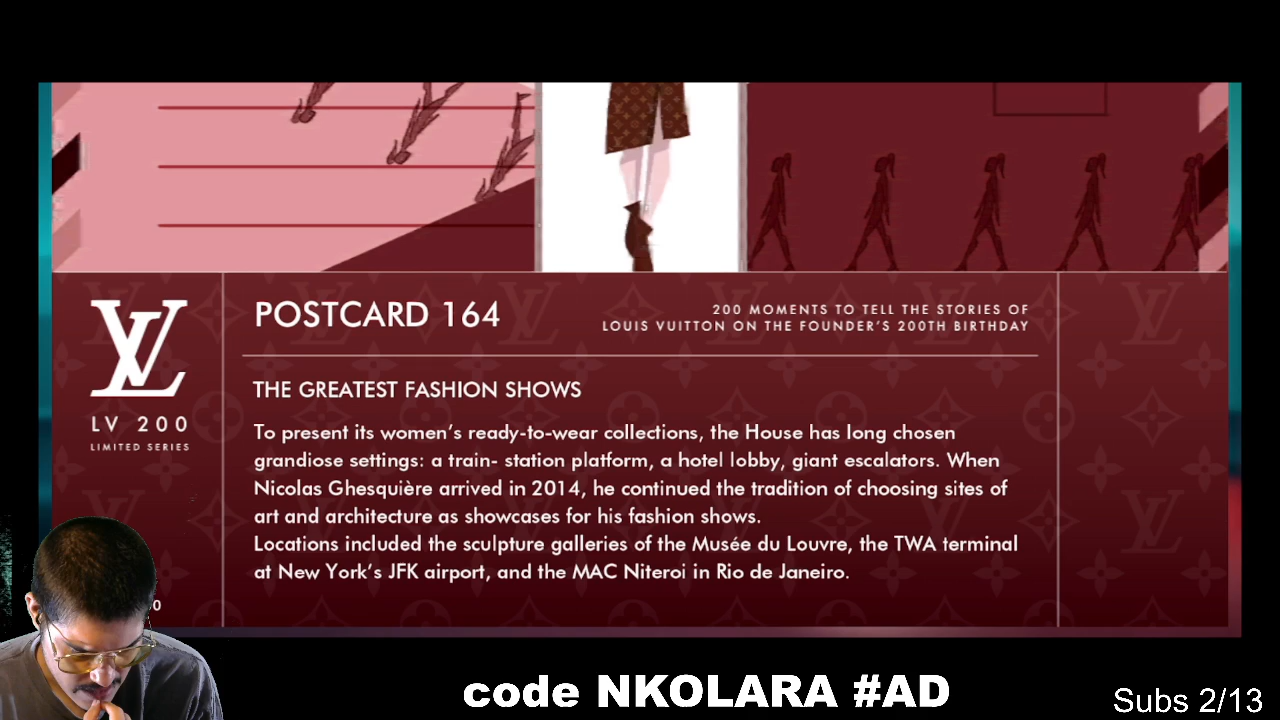 LV
LV 200
LIMITED SERIES
POSTCARD 164
200 MOMENTS TO TELL THE STORIES OF
LOUIS VUITTON ON THE FOUNDER'S 200TH BIRTHDAY
THE GREATEST FASHION SHOWS
To present its women's ready-to-wear collections, the House has long chosen
grandiose settings: a train- station platform, a hotel lobby, giant escalators. When
Nicolas Ghesquière arrived in 2014, he continued the tradition of choosing sites of
art and architecture as showcases for his fashion shows.
Locations included the sculpture galleries of the Musée du Louvre, the TWA terminal
at New York's JFK airport, and the MAC Niteroi in Rio de Janeiro.
0
code NKOLARA #AD
Subs 2/13